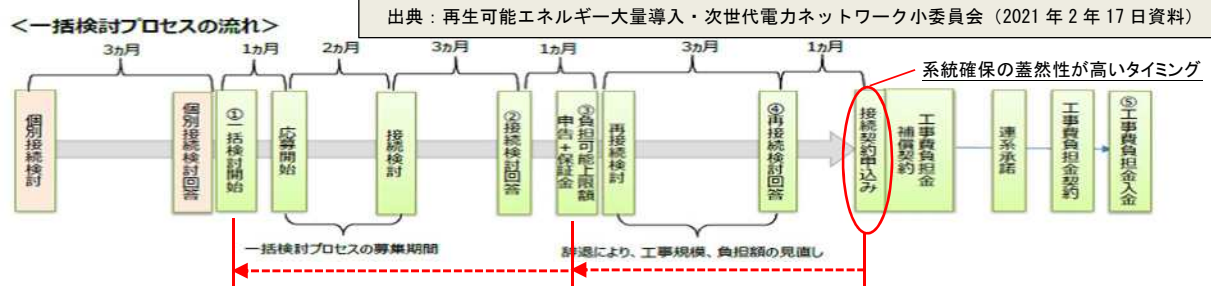 出典：再生可能エネルギー大量導入・次世代電力ネットワーク小委員会（2021年2年17日資料）
＜一括検討プロセスの流れ＞
3ヵ月
1ヵ月
2ヵ月
3ヵ月
1ヵ月
3ヵ月
1ヵ月
系統確保の蓋然性が高いタイミング
個別接続検討
個別接続検討回答
①一括検討開始
応募開始
接続検討
②接続検討回答
③負担可能上限額
申告＋保証金
再接続検討
④再接続検討回答
接続契約申込み
工事費負担金
補償契約
連系承諾
工事費負担金契約
⑤工事費負担金入金
一括検討プロセスの募集期間
辞退により、工事規模、負担額の見直し